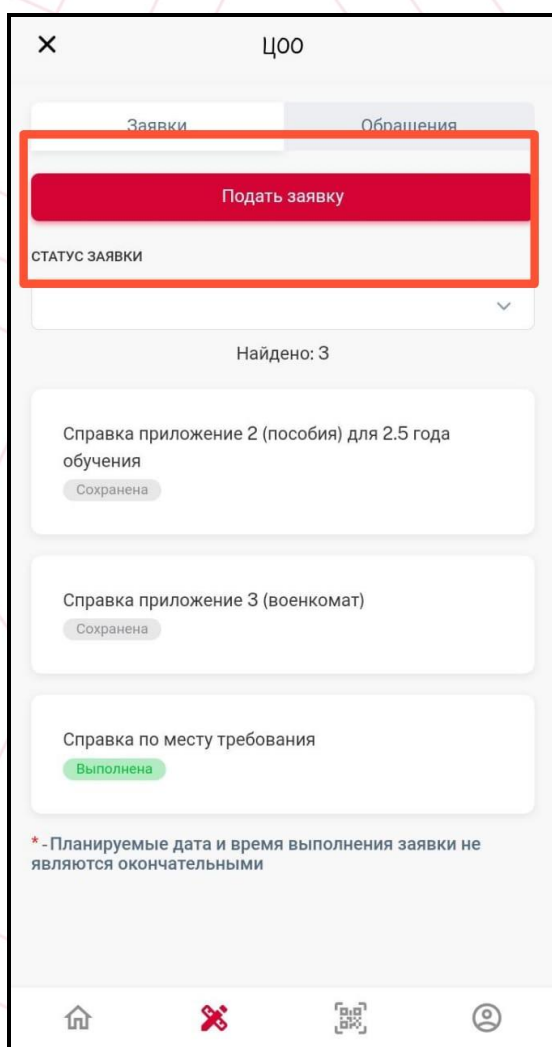 ЦОО
Заявки
Обращения
Подать заявку
СТАТУС ЗАЯВКИ
Найдено: 3
Справка приложение 2 (пособия) для 2.5 года
обучения
Сохранена
Справка приложение 3 (военкомат)
Сохранена
Справка по месту требования
Выполнена
* - Планируемые дата и время выполнения заявки не
являются окончательными